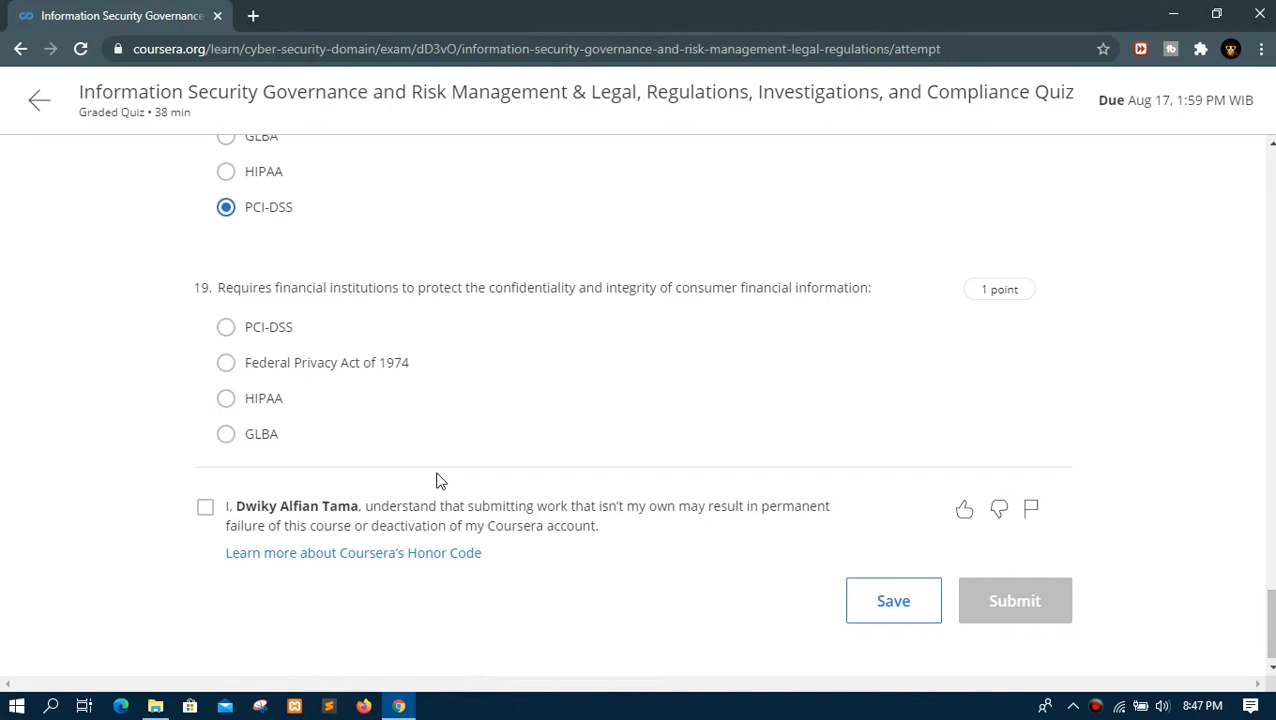 Information Security Governance
coursera.org/learn/cyber-security-domain/exam/dD3vO/information-security-governance-and-risk-management-legal-regulations/attempt
Information Security Governance and Risk Management & Legal, Regulations, Investigations, and Compliance Quiz
Graded Quiz • 38 min
Due Aug 17, 1:59 PM WIB
GLBA
HIPAA
PCI-DSS
19. Requires financial institutions to protect the confidentiality and integrity of consumer financial information:
1 point
PCI-DSS
Federal Privacy Act of 1974
HIPAA
GLBA
I, Dwiky Alfian Tama, understand that submitting work that isn't my own may result in permanent
failure of this course or deactivation of my Coursera account.
Learn more about Coursera's Honor Code
Save
Submit
8:47 PM